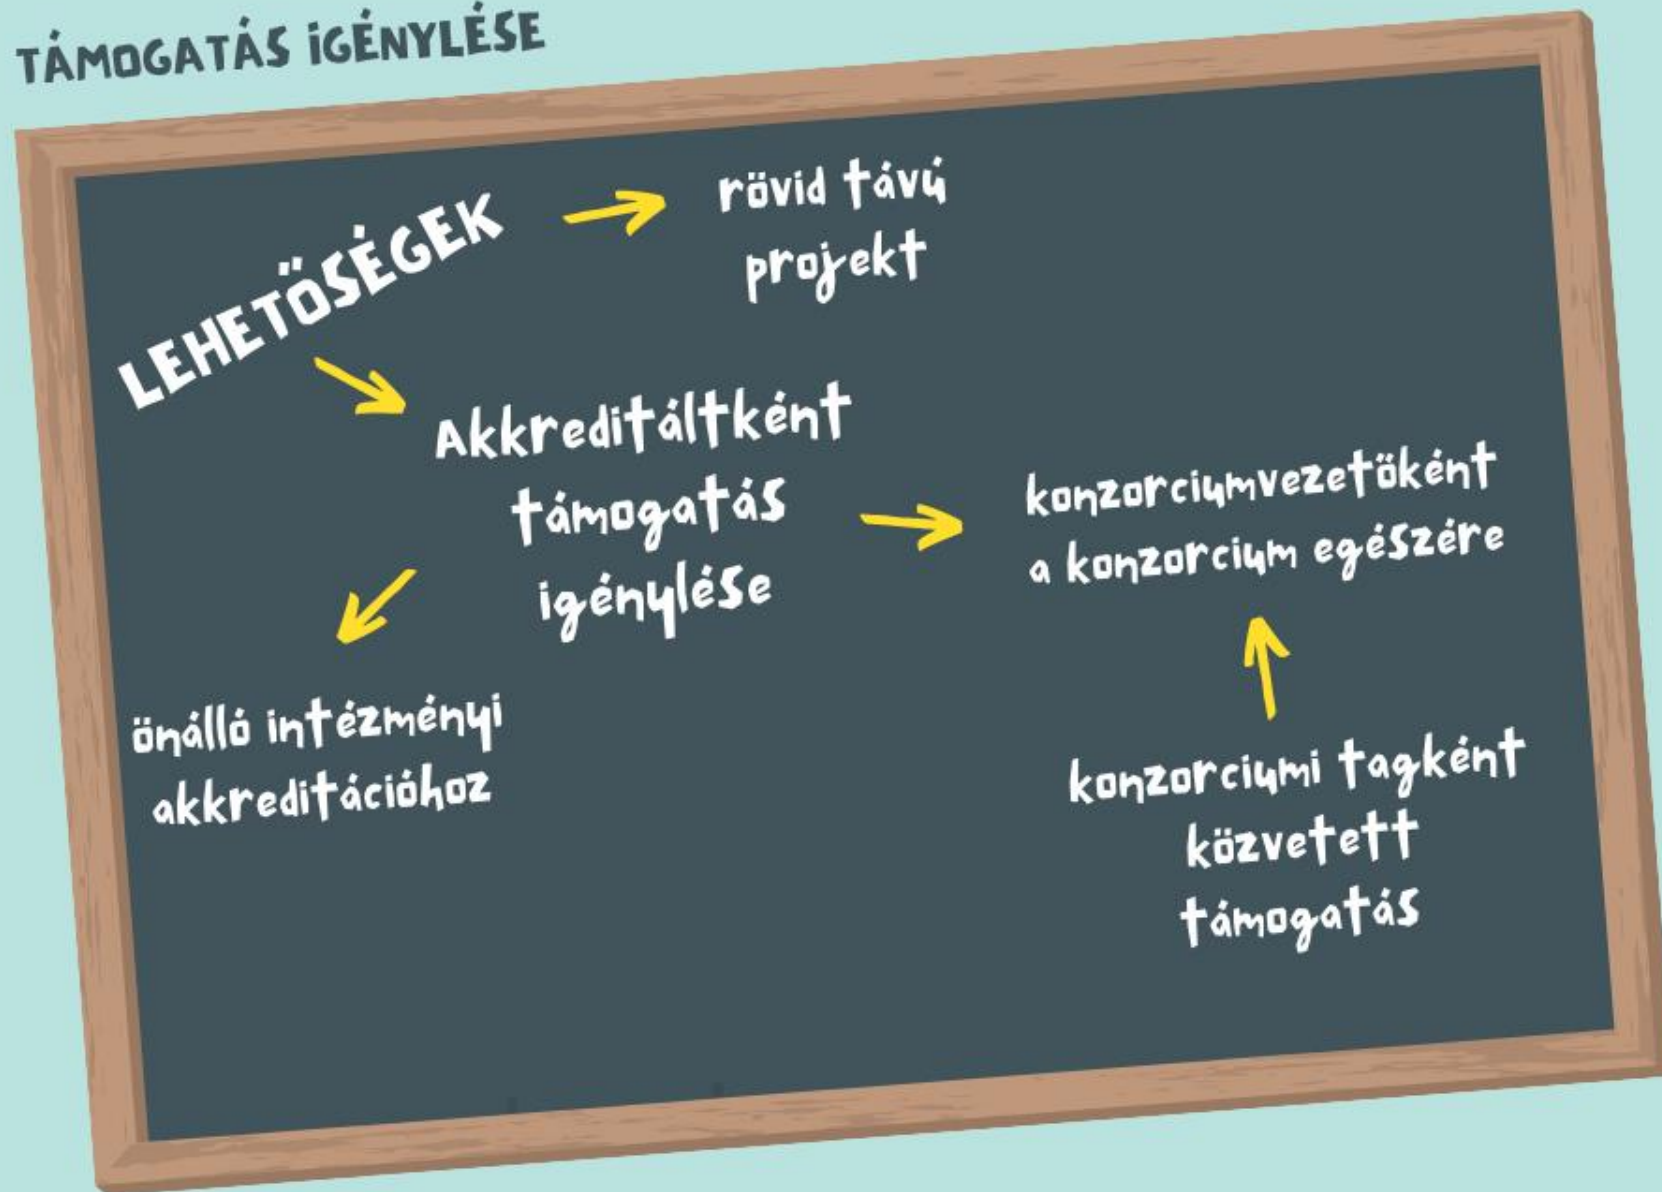 TÁMOGATÁS IGÉNYLÉSE
LEHETŐSÉGEK
rövid távú
projekt
Akkreditáltként
támogatás
igénylése
konzorciumvezetőként
a konzorcium egészére
önálló intézményi
akkreditációhoz
konzorciumi tagként
közvetett
támogatás